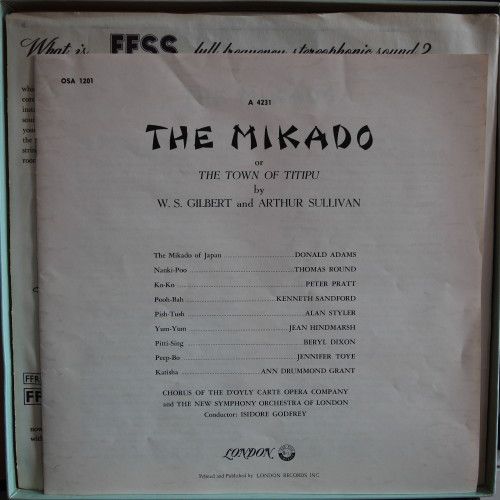 What is FFSS full frequency stereophonic sound?
OSA 1201
A 4231
THE MIKADO
or
THE TOWN OF TITIPU
by
W. S. GILBERT and ARTHUR SULLIVAN
The Mikado of Japan ........ DONALD ADAMS
Nanki-Poo ........ THOMAS ROUND
Ko-Ko ........ PETER PRATT
Pooh-Bah ........ KENNETH SANDFORD
Pish-Tush ........ ALAN STYLER
Yum-Yum ........ JEAN HINDMARSH
Pitti-Sing ........ BERYL DIXON
Peep-Bo ........ JENNIFER TOYE
Katisha ........ ANN DRUMMOND GRANT
CHORUS OF THE D'OYLY CARTE OPERA COMPANY
and THE NEW SYMPHONY ORCHESTRA OF LONDON
Conductor: ISIDORE GODFREY
LONDON
Printed and Published by LONDON RECORDS INC